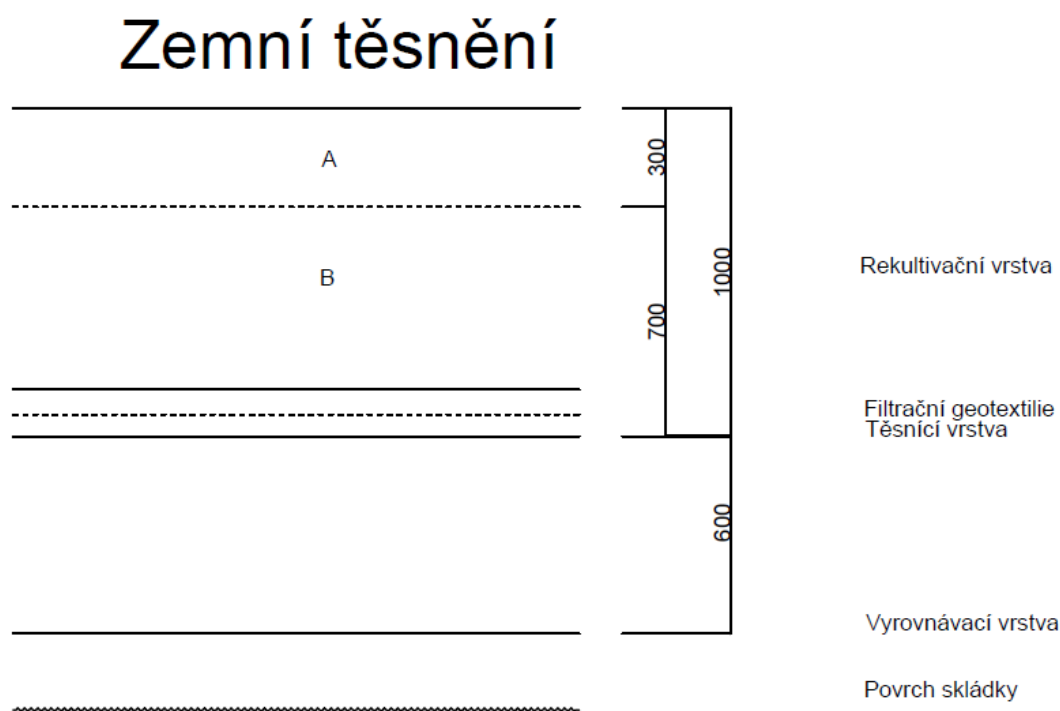 Zemní těsnění
A
300
B
1000
Rekultivační vrstva
700
Filtrační geotextilie
Těsnící vrstva
600
Vyrovnávací vrstva
Povrch skládky